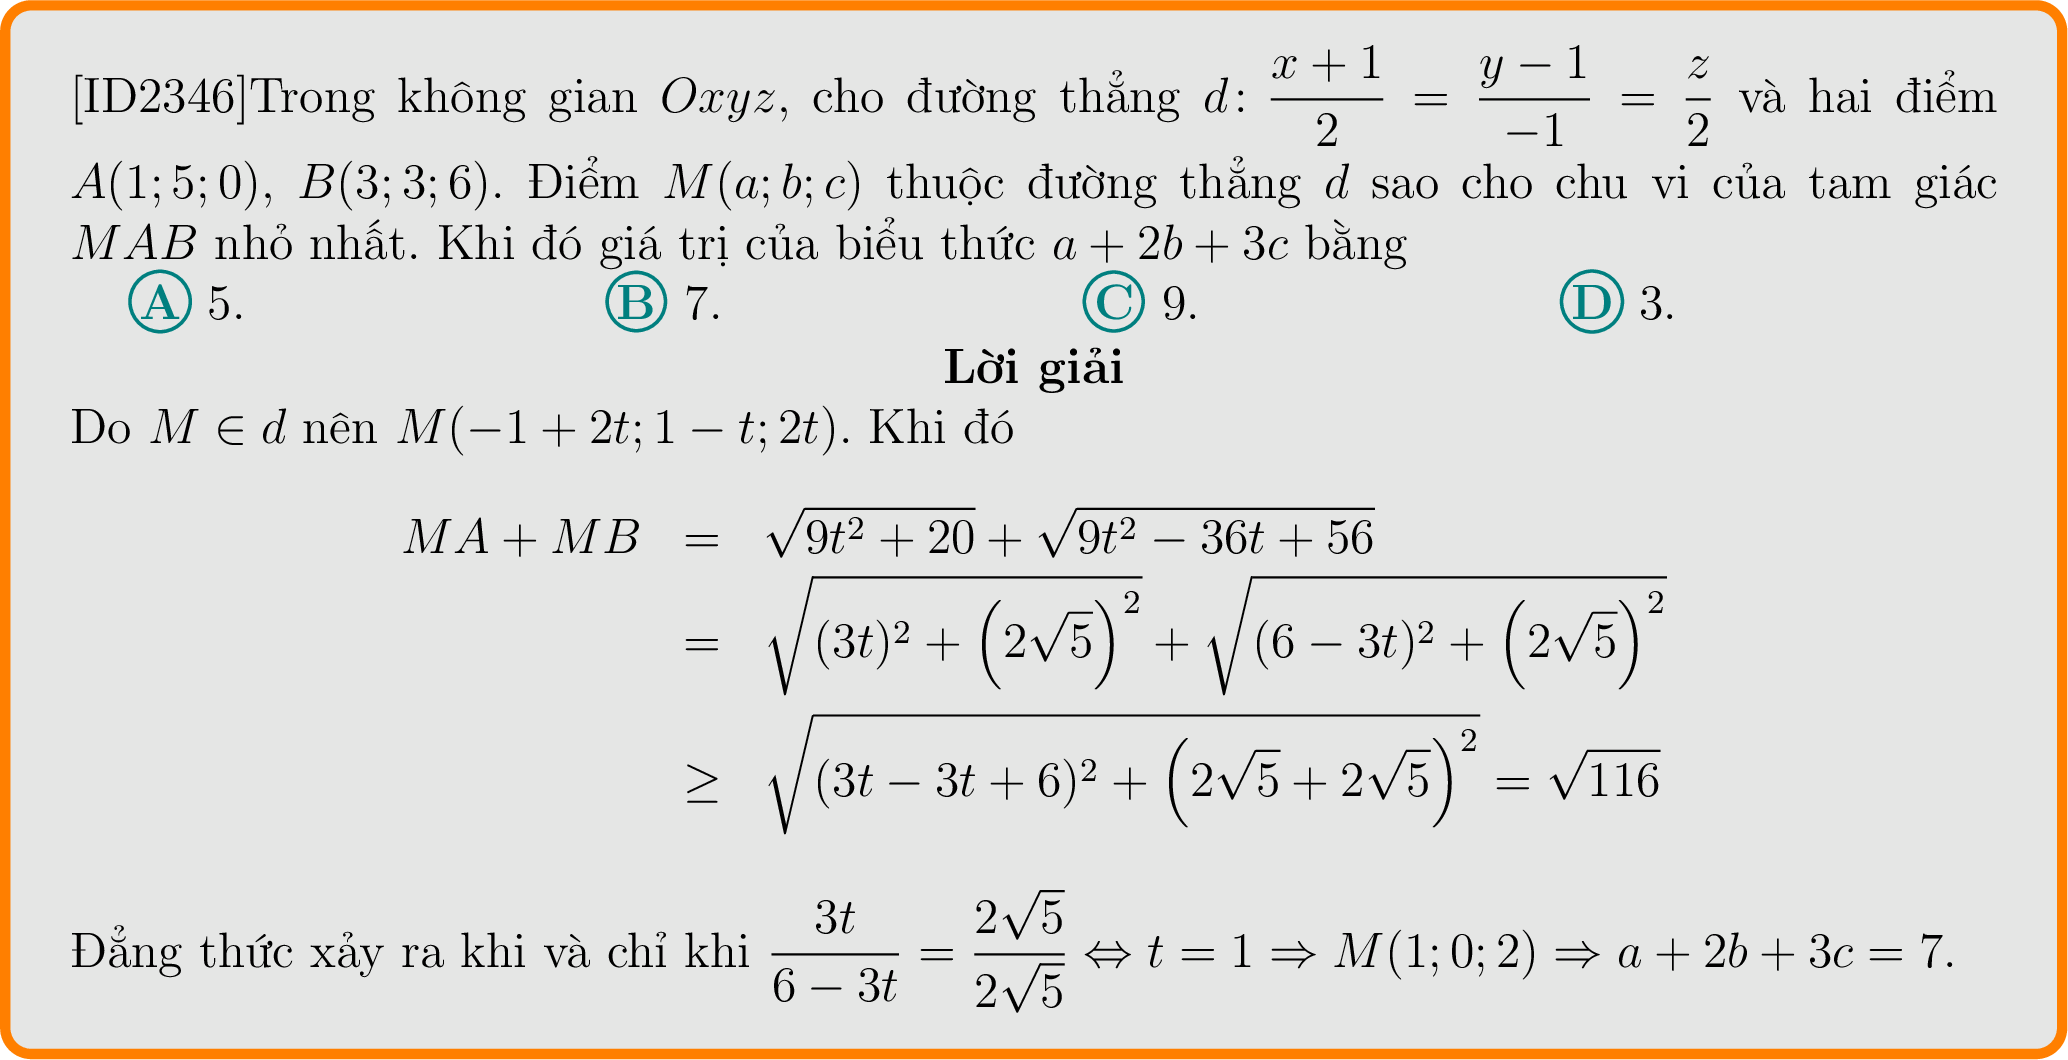 [ID2346]Trong không gian $Oxyz$, cho đường thẳng $d\colon \dfrac{x+1}{2} = \dfrac{y-1}{-1} = \dfrac{z}{2}$ và hai điểm
$A(1;5;0)$, $B(3;3;6)$. Điểm $M(a;b;c)$ thuộc đường thẳng $d$ sao cho chu vi của tam giác
$MAB$ nhỏ nhất. Khi đó giá trị của biểu thức $a+2b+3c$ bằng
A 5. B 7. C 9. D 3.
Lời giải
Do $M \in d$ nên $M(-1+2t;1-t;2t)$. Khi đó
$MA + MB = \sqrt{9t^2+20} + \sqrt{9t^2-36t+56}$
$= \sqrt{(3t)^2 + \left(2\sqrt{5}\right)^2} + \sqrt{(6-3t)^2 + \left(2\sqrt{5}\right)^2}$
$\geq \sqrt{(3t-3t+6)^2 + \left(2\sqrt{5}+2\sqrt{5}\right)^2} = \sqrt{116}$
Đẳng thức xảy ra khi và chỉ khi $\dfrac{3t}{6-3t} = \dfrac{2\sqrt{5}}{2\sqrt{5}} \Leftrightarrow t = 1 \Rightarrow M(1;0;2) \Rightarrow a+2b+3c = 7.$